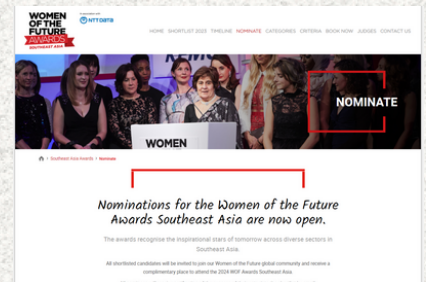 WOMEN
OF THE
FUTURE
AWARDS
SOUTHEAST ASIA
NTT DATA
HOME SHORTLIST 2023 TIMELINE NOMINATE CATEGORIES CRITERIA BOOK NOW JUDGES CONTACT US
NOMINATE
WOMEN
Southeast Asia Awards › Nominate
Nominations for the Women of the Future
Awards Southeast Asia are now open.
The awards recognise the inspirational stars of tomorrow across diverse sectors in
Southeast Asia.
All shortlisted candidates will be invited to join our Women of the Future global community and receive a
complimentary place to attend the 2024 WOF Awards Southeast Asia.